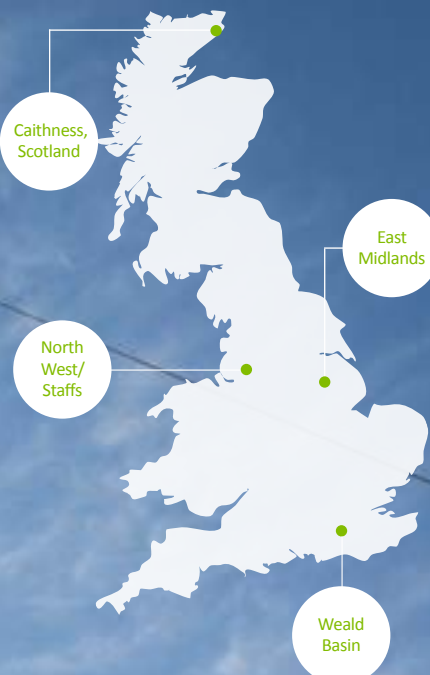 Caithness,
Scotland
East
Midlands
North
West/
Staffs
Weald
Basin